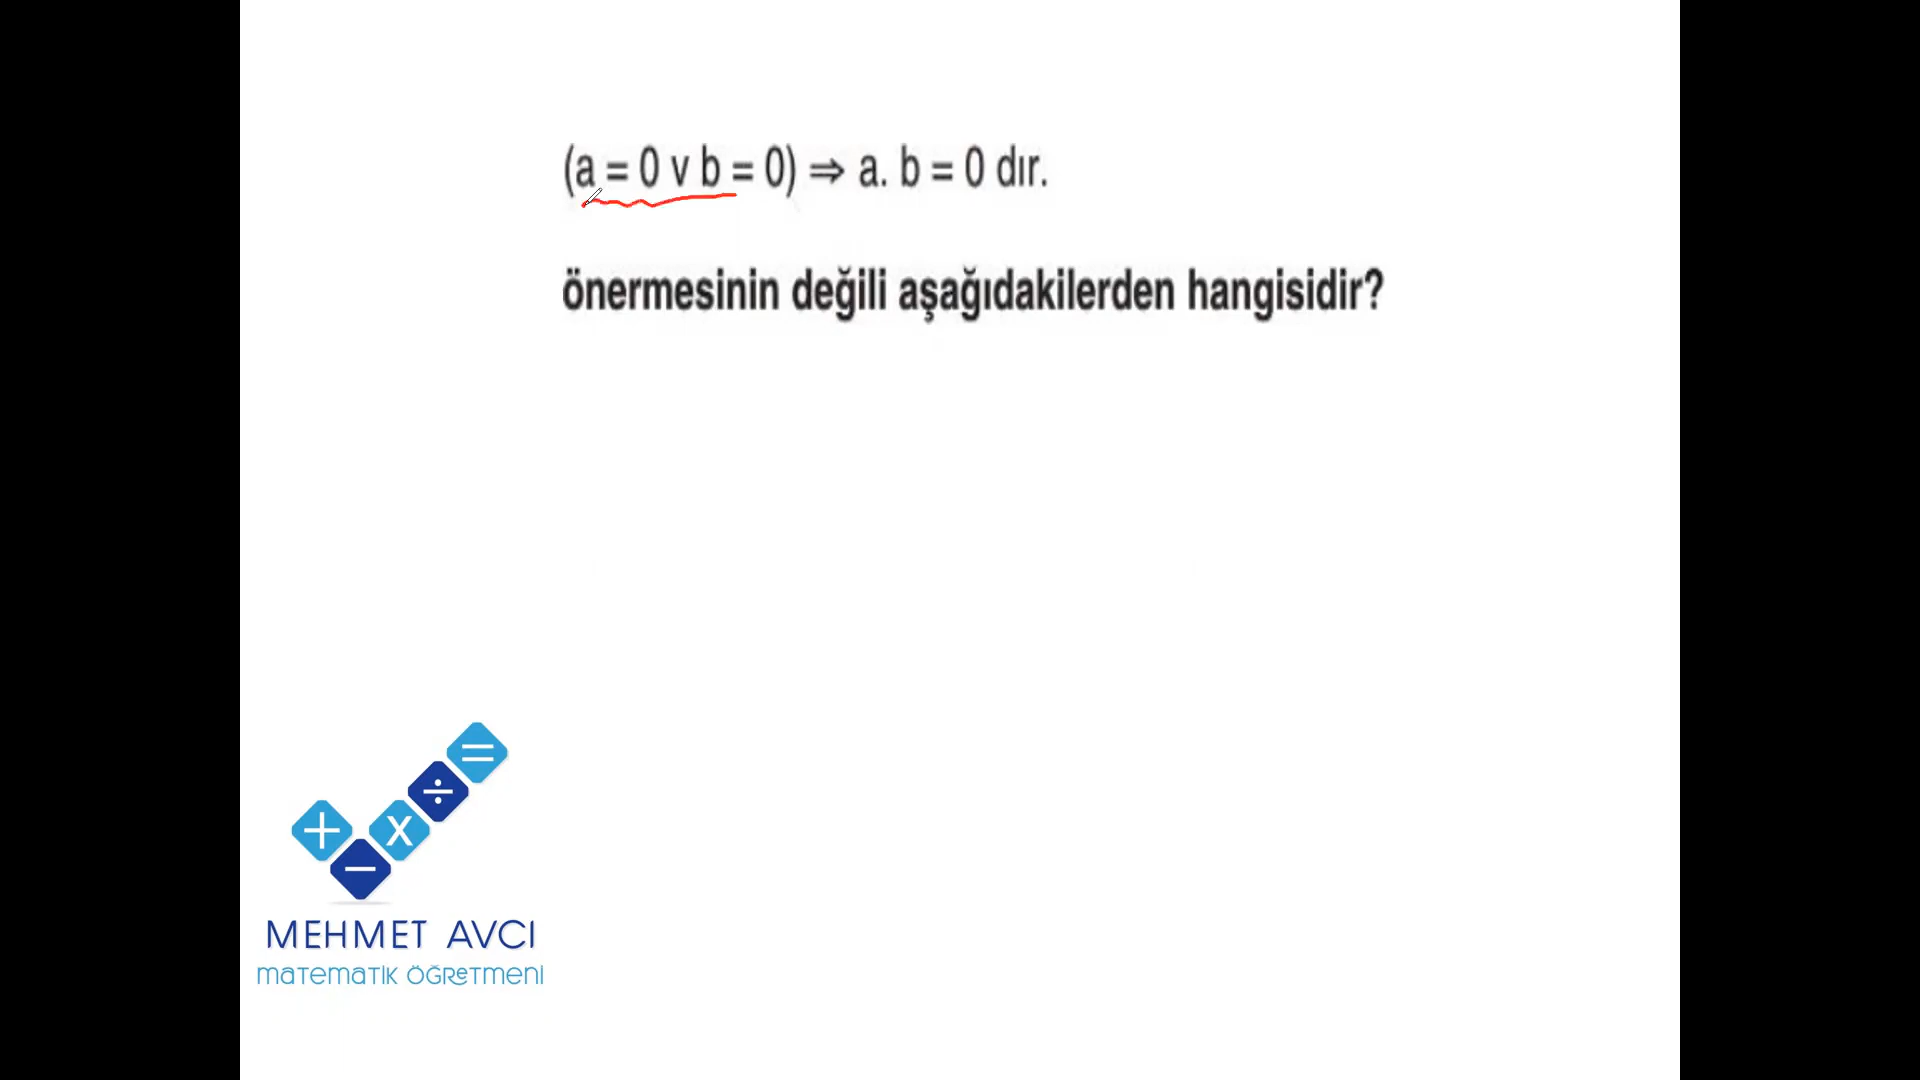 (a = 0 v b = 0) ⇒ a. b = 0 dır.
önermesinin değili aşağıdakilerden hangisidir?
= ÷ + x −
MEHMET AVCI
matematik öğretmeni